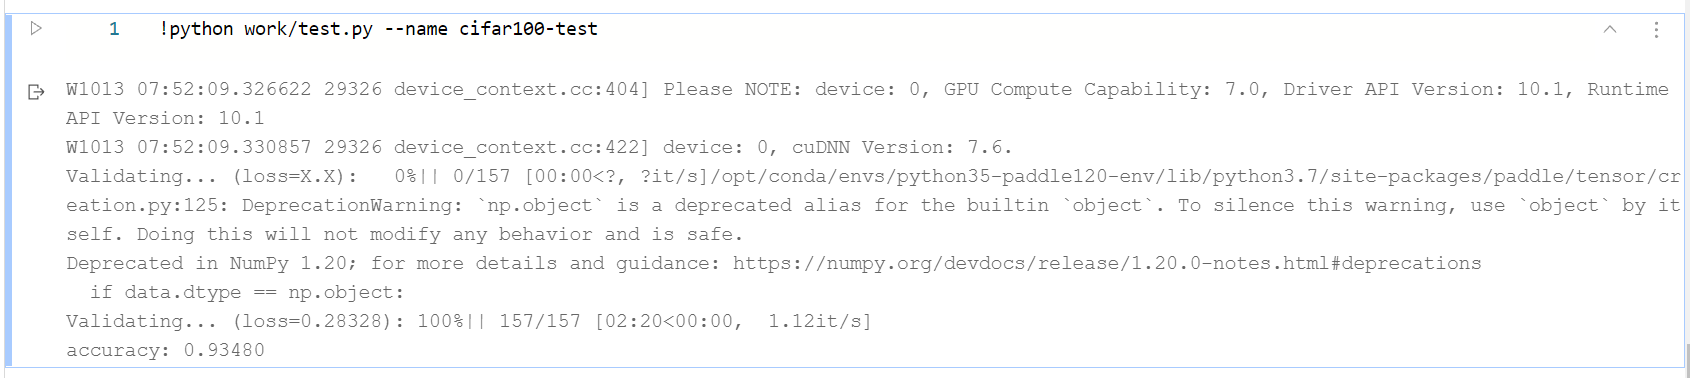 1 !python work/test.py --name cifar100-test
W1013 07:52:09.326622 29326 device_context.cc:404] Please NOTE: device: 0, GPU Compute Capability: 7.0, Driver API Version: 10.1, Runtime
API Version: 10.1
W1013 07:52:09.330857 29326 device_context.cc:422] device: 0, cuDNN Version: 7.6.
Validating... (loss=X.X):   0%|| 0/157 [00:00<?, ?it/s]/opt/conda/envs/python35-paddle120-env/lib/python3.7/site-packages/paddle/tensor/cr
eation.py:125: DeprecationWarning: `np.object` is a deprecated alias for the builtin `object`. To silence this warning, use `object` by it
self. Doing this will not modify any behavior and is safe.
Deprecated in NumPy 1.20; for more details and guidance: https://numpy.org/devdocs/release/1.20.0-notes.html#deprecations
  if data.dtype == np.object:
Validating... (loss=0.28328): 100%|| 157/157 [02:20<00:00,  1.12it/s]
accuracy: 0.93480